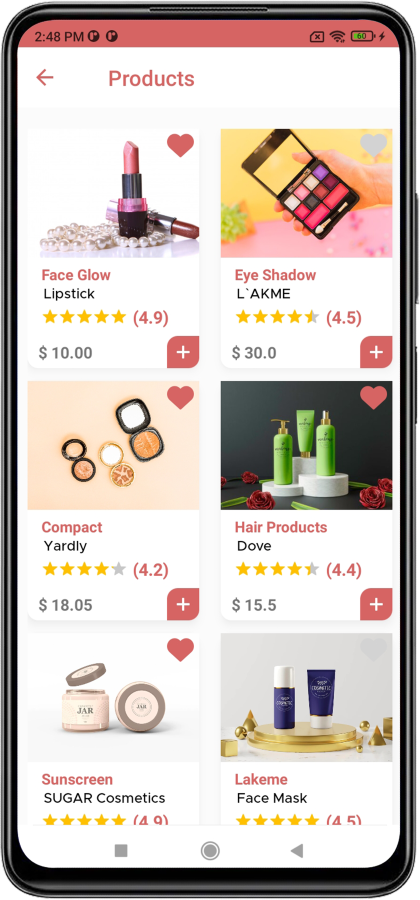 2:48 PM
60
Products
Face Glow
Lipstick
(4.9)
$ 10.00
+
Eye Shadow
L`AKME
(4.5)
$ 30.0
+
Compact
Yardly
(4.2)
$ 18.05
+
Hair Products
Dove
(4.4)
$ 15.5
+
JAR
JAR
Sunscreen
SUGAR Cosmetics
(4.9)
COSMETIC
COSMETIC
Lakeme
Face Mask
(4.5)